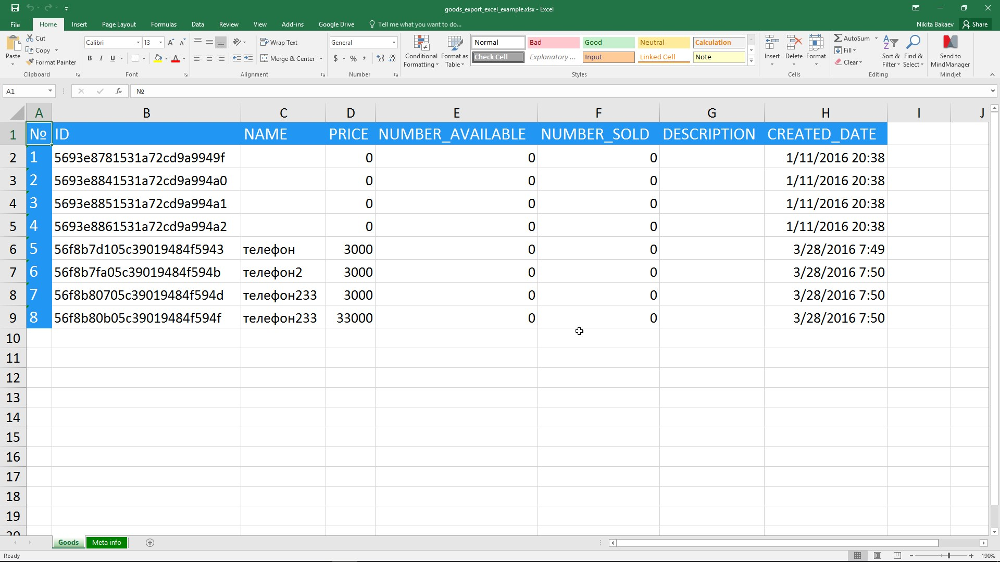 goods_export_excel_example.xlsx - Excel
File Home Insert Page Layout Formulas Data Review View Add-ins Google Drive Tell me what you want to do... Nikita Bakaev Share
Paste
Cut
Copy
Format Painter
Clipboard
Calibri 13
B I U
Font
Wrap Text
Merge & Center
Alignment
General
$ % ,
Number
Conditional Formatting
Format as Table
Normal Bad Good Neutral Calculation
Check Cell Explanatory ... Input Linked Cell Note
Styles
Insert Delete Format
Cells
AutoSum
Fill
Clear
Sort & Filter
Find & Select
Editing
Send to MindManager
Mindjet
A1 fx №
A B C D E F G H I J
1 № ID NAME PRICE NUMBER_AVAILABLE NUMBER_SOLD DESCRIPTION CREATED_DATE
2 1 5693e8781531a72cd9a9949f 0 0 0 1/11/2016 20:38
3 2 5693e8841531a72cd9a994a0 0 0 0 1/11/2016 20:38
4 3 5693e8851531a72cd9a994a1 0 0 0 1/11/2016 20:38
5 4 5693e8861531a72cd9a994a2 0 0 0 1/11/2016 20:38
6 5 56f8b7d105c39019484f5943 телефон 3000 0 0 3/28/2016 7:49
7 6 56f8b7fa05c39019484f594b телефон2 3000 0 0 3/28/2016 7:50
8 7 56f8b80705c39019484f594d телефон233 3000 0 0 3/28/2016 7:50
9 8 56f8b80b05c39019484f594f телефон233 33000 0 0 3/28/2016 7:50
10
11
12
13
14
15
16
17
18
19
20
Goods Meta info
Ready 190%